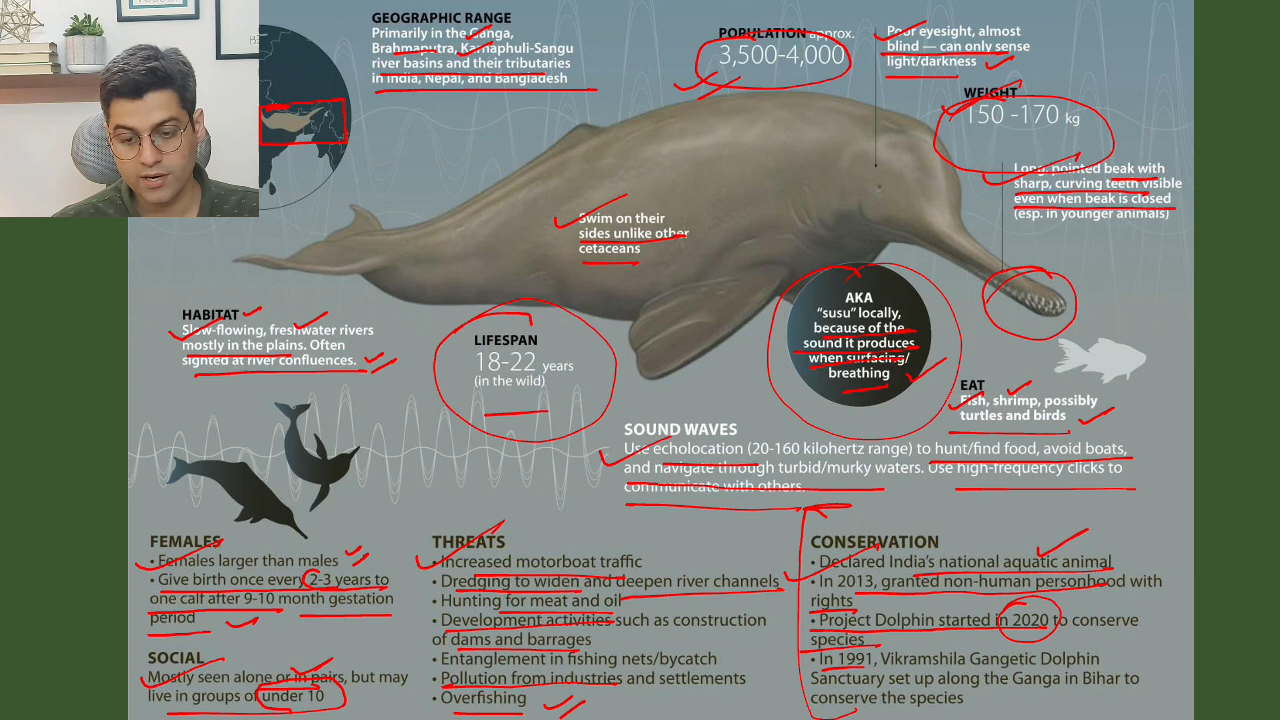 GEOGRAPHIC RANGE
Primarily in the Ganga,
Brahmaputra, Karnaphuli-Sangu
river basins and their tributaries
in India, Nepal, and Bangladesh
POPULATION approx.
3,500-4,000
Poor eyesight, almost
blind — can only sense
light/darkness
WEIGHT
150 -170 kg
Long, pointed beak with
sharp, curving teeth visible
even when beak is closed
(esp. in younger animals)
Swim on their
sides unlike other
cetaceans
HABITAT
Slow-flowing, freshwater rivers
mostly in the plains. Often
sighted at river confluences.
LIFESPAN
18-22 years
(in the wild)
AKA
"susu" locally,
because of the
sound it produces
when surfacing/
breathing
EAT
Fish, shrimp, possibly
turtles and birds
SOUND WAVES
Use echolocation (20-160 kilohertz range) to hunt/find food, avoid boats,
and navigate through turbid/murky waters. Use high-frequency clicks to
communicate with others.
FEMALES
• Females larger than males
• Give birth once every 2-3 years to
one calf after 9-10 month gestation
period
SOCIAL
Mostly seen alone or in pairs, but may
live in groups of under 10
THREATS
• Increased motorboat traffic
• Dredging to widen and deepen river channels
• Hunting for meat and oil
• Development activities such as construction
of dams and barrages
• Entanglement in fishing nets/bycatch
• Pollution from industries and settlements
• Overfishing
CONSERVATION
• Declared India's national aquatic animal
• In 2013, granted non-human personhood with
rights
• Project Dolphin started in 2020 to conserve
species
• In 1991, Vikramshila Gangetic Dolphin
Sanctuary set up along the Ganga in Bihar to
conserve the species